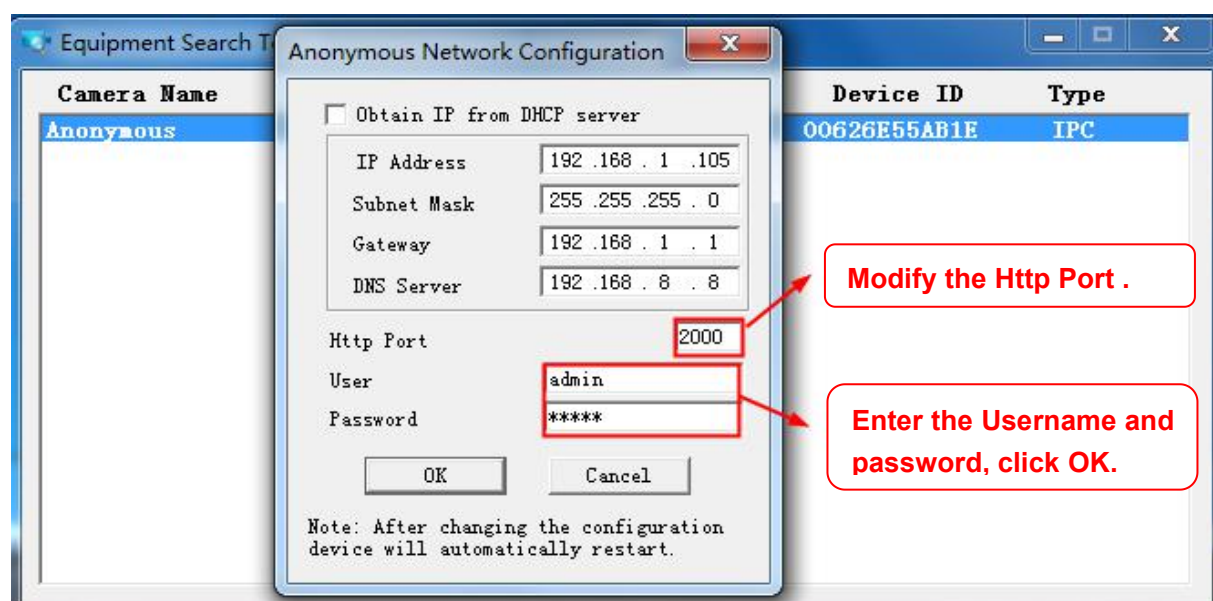 Equipment Search T
Anonymous Network Configuration
Camera Name
Device ID
Type
Anonymous
00626E55AB1E
IPC
Obtain IP from DHCP server
IP Address
192 .168 . 1 .105
Subnet Mask
255 .255 .255 . 0
Gateway
192 .168 . 1 . 1
DNS Server
192 .168 . 8 . 8
Http Port
2000
User
admin
Password
*****
OK
Cancel
Note: After changing the configuration
device will automatically restart.
Modify the Http Port .
Enter the Username and
password, click OK.